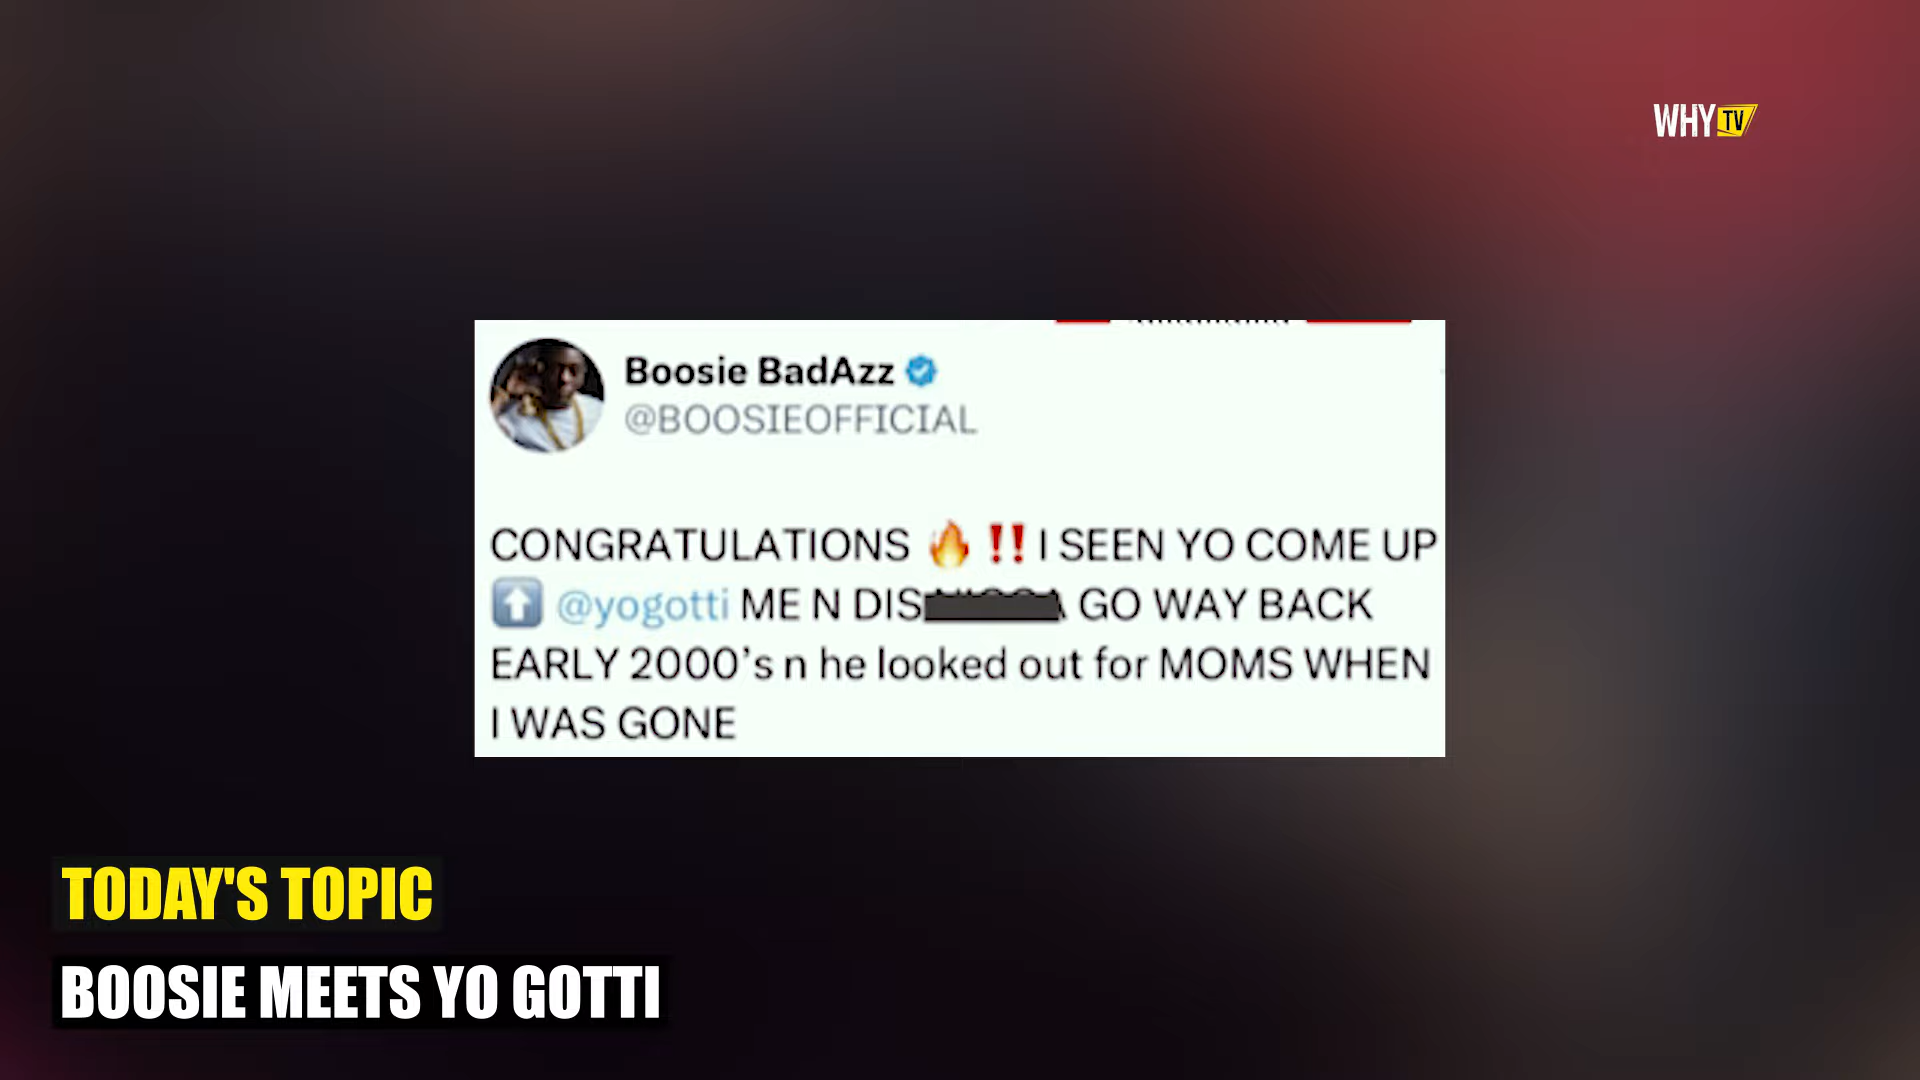 WHY TV
Boosie BadAzz
@BOOSIEOFFICIAL
CONGRATULATIONS 🔥 ‼️ I SEEN YO COME UP
⬆️ @yogotti ME N DIS GO WAY BACK
EARLY 2000's n he looked out for MOMS WHEN
I WAS GONE
TODAY'S TOPIC
BOOSIE MEETS YO GOTTI